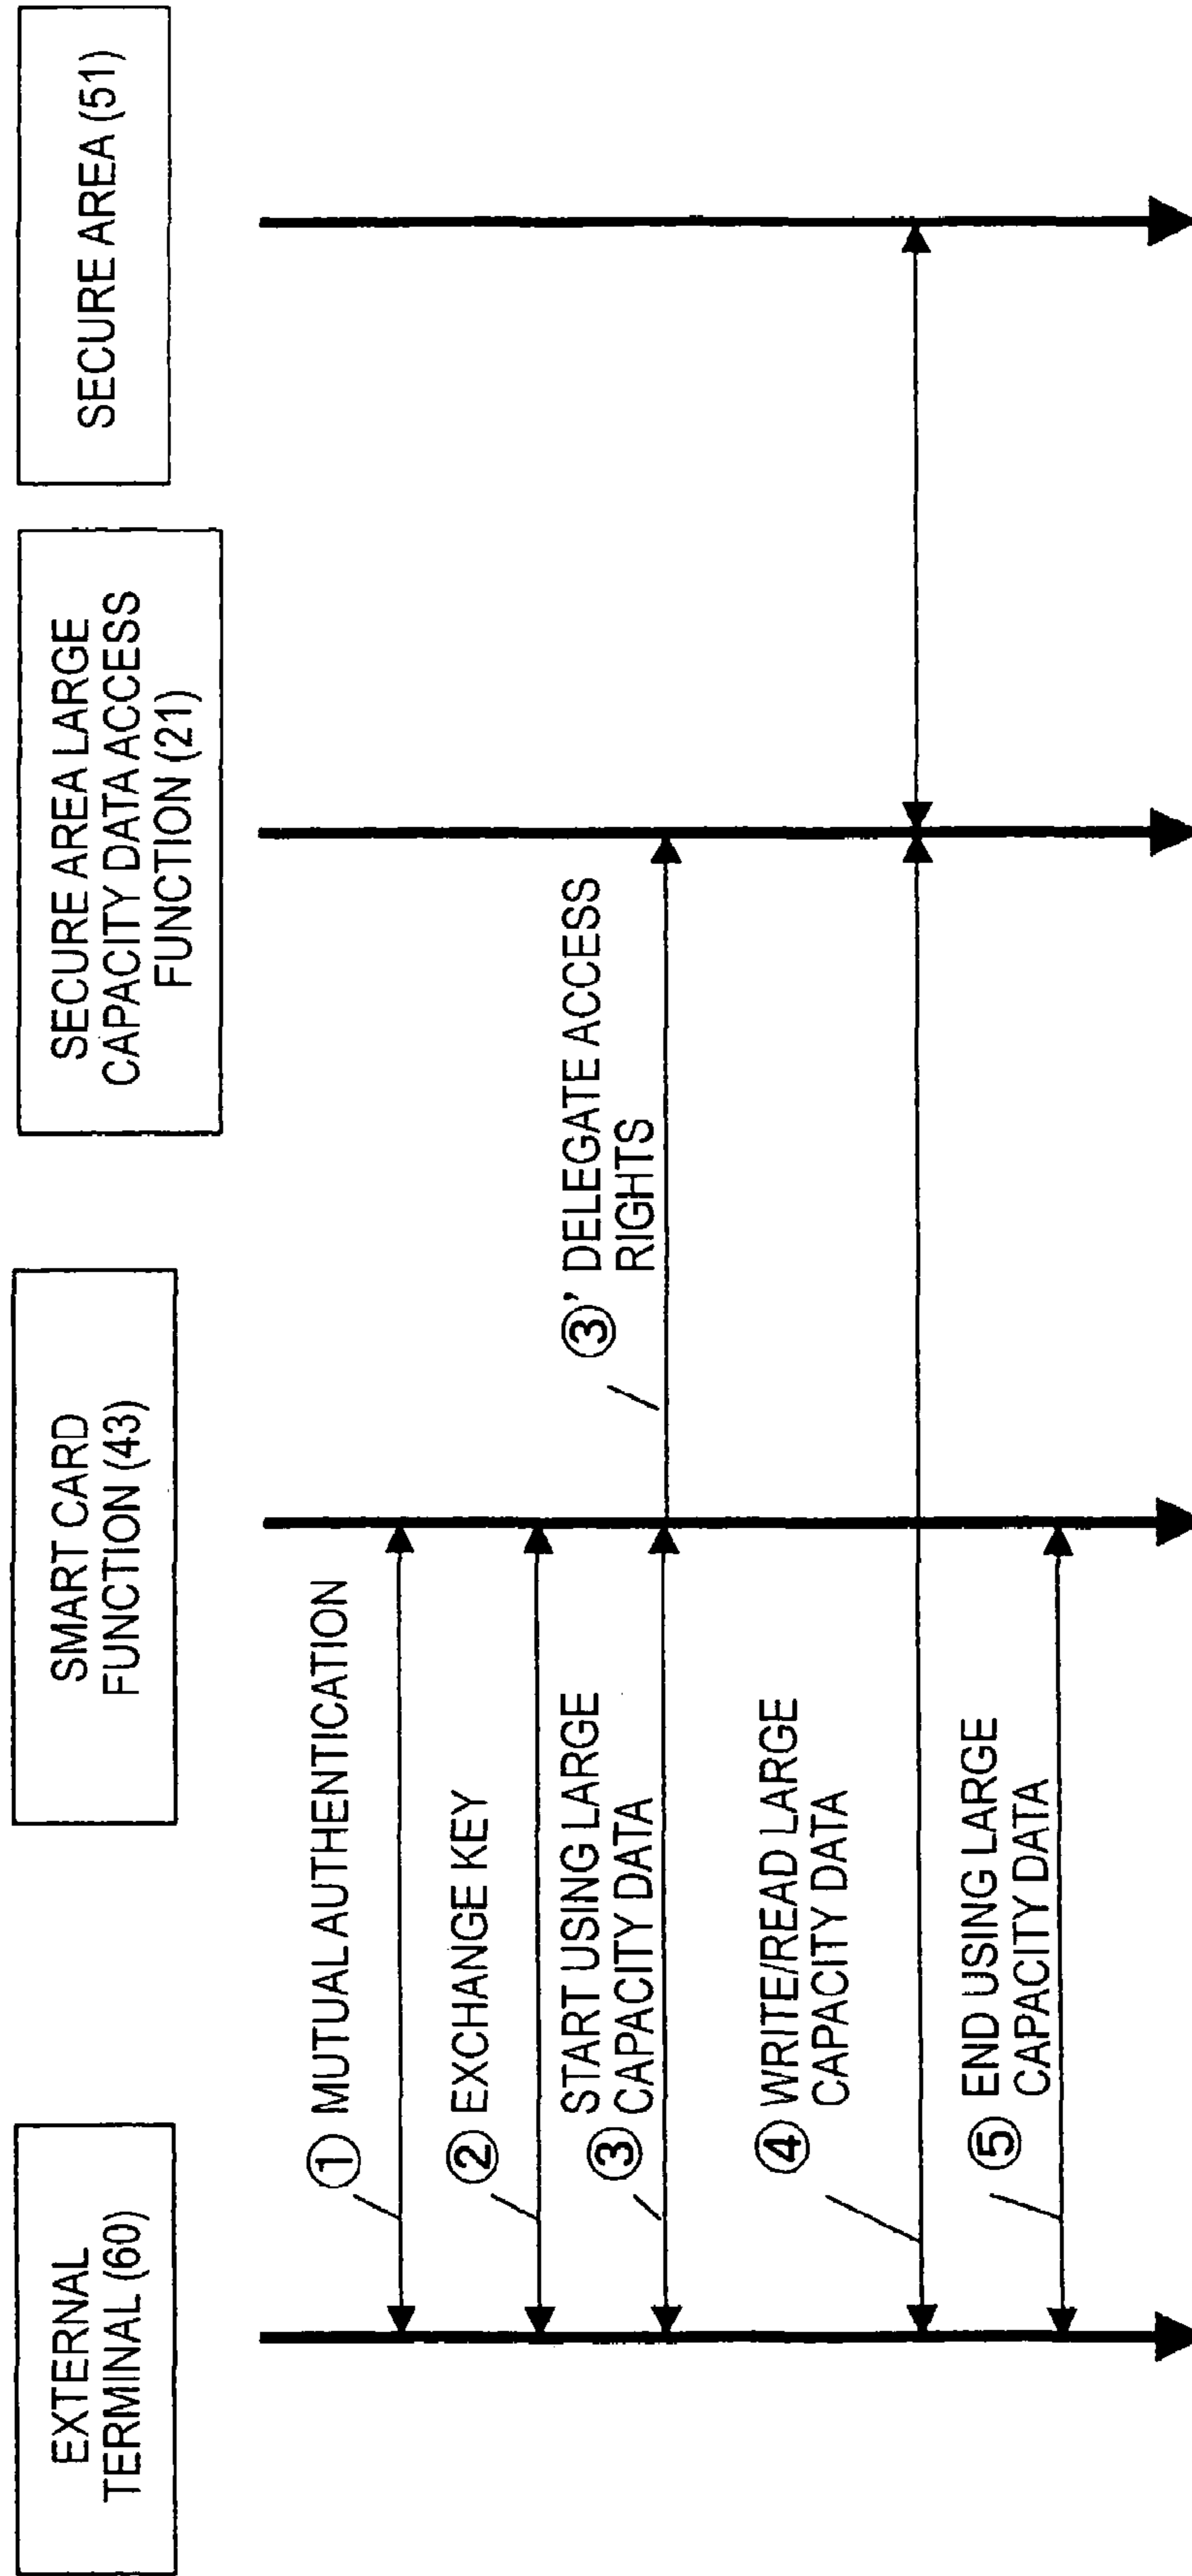 EXTERNAL
TERMINAL (60)
SMART CARD
FUNCTION (43)
SECURE AREA LARGE
CAPACITY DATA ACCESS
FUNCTION (21)
SECURE AREA (51)
① MUTUAL AUTHENTICATION
② EXCHANGE KEY
START USING LARGE
③ CAPACITY DATA
③' DELEGATE ACCESS
RIGHTS
④ WRITE/READ LARGE
CAPACITY DATA
⑤ END USING LARGE
CAPACITY DATA